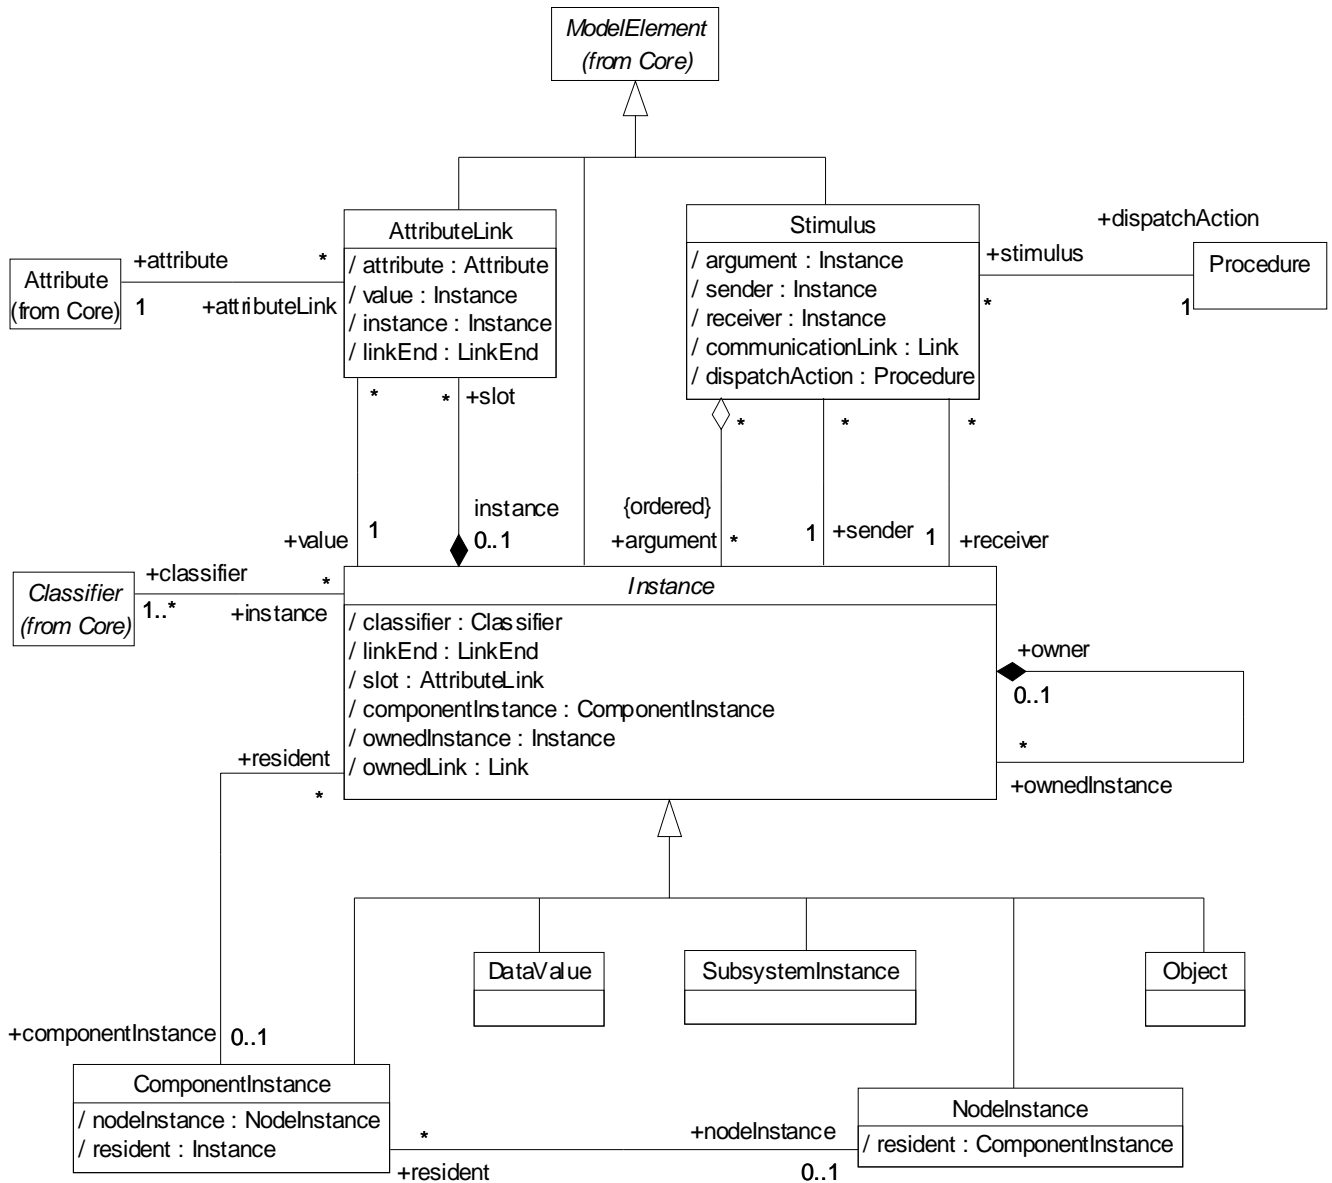 ModelElement
(from Core)
AttributeLink
/ attribute : Attribute
/ value : Instance
/ instance : Instance
/ linkEnd : LinkEnd
Stimulus
/ argument : Instance
/ sender : Instance
/ receiver : Instance
/ communicationLink : Link
/ dispatchAction : Procedure
+dispatchAction
+stimulus
*
1
Procedure
Attribute
(from Core)
+attribute
*
1
+attributeLink
*
*
+slot
*
*
*
+value
1
instance
0..1
{ordered}
+argument
*
1
+sender
1
+receiver
Classifier
(from Core)
+classifier
*
1..*
+instance
Instance
/ classifier : Classifier
/ linkEnd : LinkEnd
/ slot : AttributeLink
/ componentInstance : ComponentInstance
/ ownedInstance : Instance
/ ownedLink : Link
+owner
0..1
*
+ownedInstance
+resident
*
DataValue
SubsystemInstance
Object
+componentInstance
0..1
ComponentInstance
/ nodeInstance : NodeInstance
/ resident : Instance
*
+resident
+nodeInstance
0..1
NodeInstance
/ resident : ComponentInstance